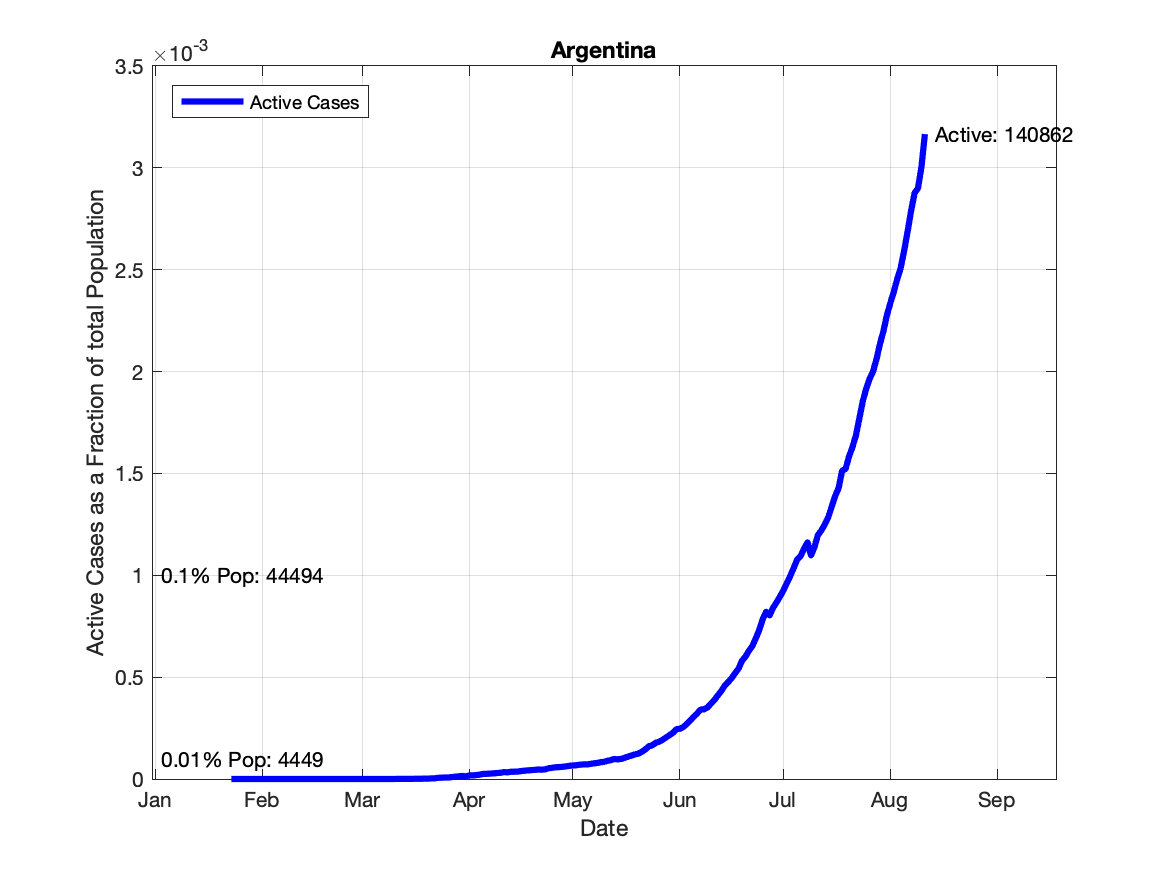 Argentina
×10-3
3.5
3
2.5
2
1.5
1
0.5
0
Active Cases as a Fraction of total Population
Active Cases
Active: 140862
0.1% Pop: 44494
0.01% Pop: 4449
Jan Feb Mar Apr May Jun Jul Aug Sep
Date